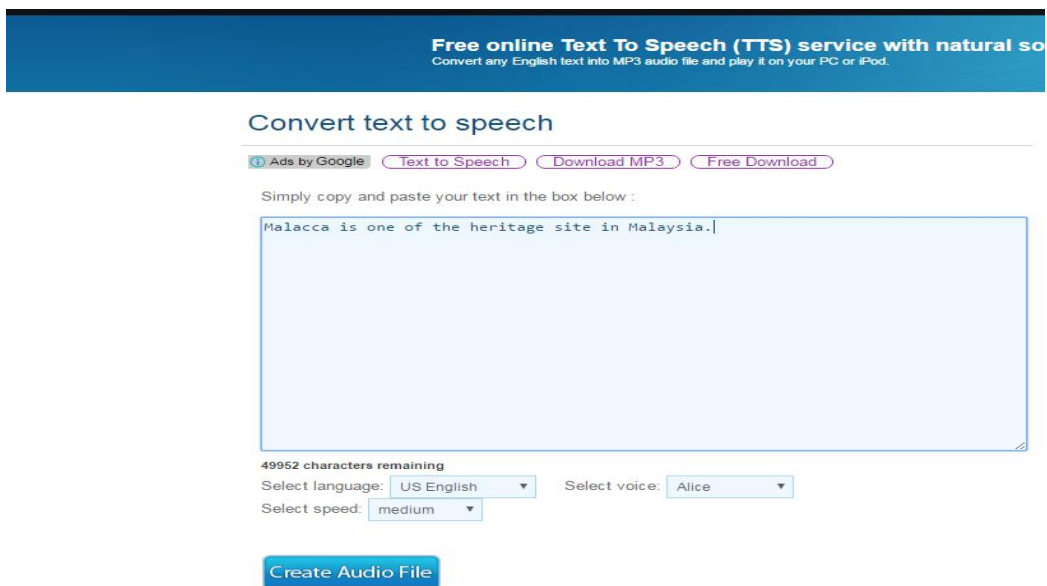 Free online Text To Speech (TTS) service with natural so
Convert any English text into MP3 audio file and play it on your PC or iPod.
Convert text to speech
Ads by Google Text to Speech Download MP3 Free Download
Simply copy and paste your text in the box below :
Malacca is one of the heritage site in Malaysia.
49952 characters remaining
Select language: US English Select voice: Alice
Select speed: medium
Create Audio File